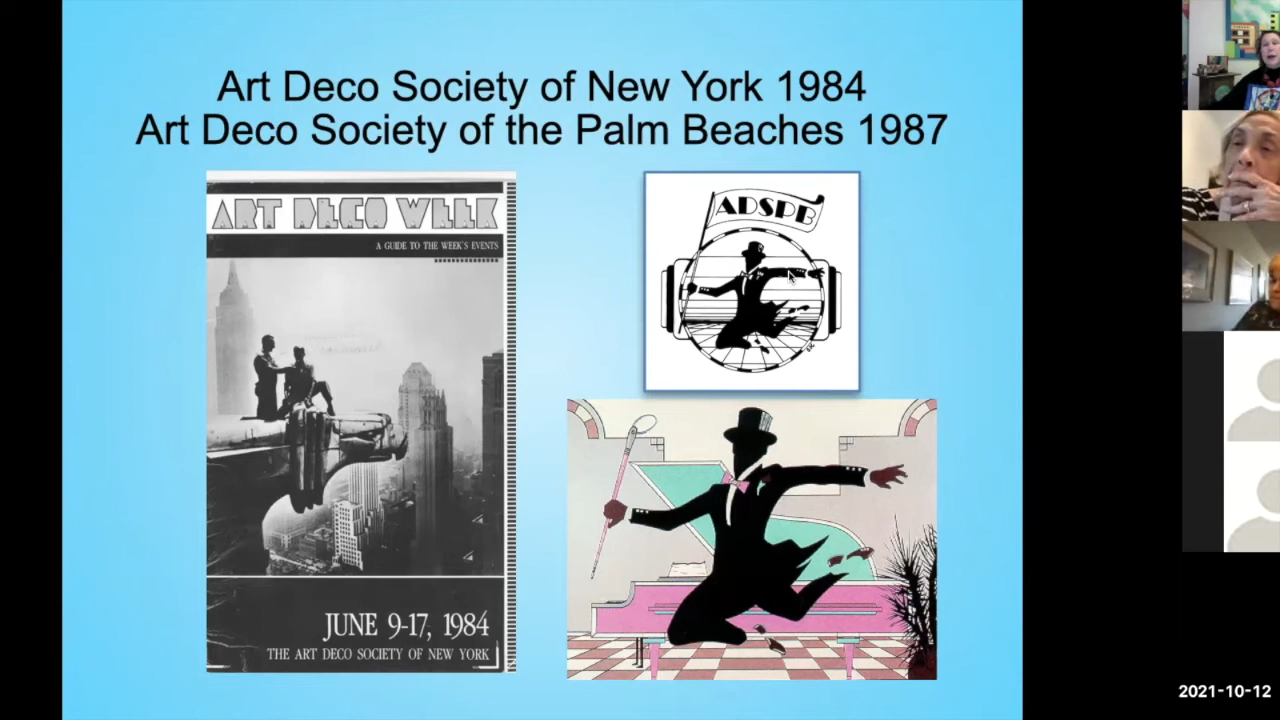 Art Deco Society of New York 1984
Art Deco Society of the Palm Beaches 1987
ART DECO WEEK
A GUIDE TO THE WEEK'S EVENTS
JUNE 9-17, 1984
THE ART DECO SOCIETY OF NEW YORK
ADSPB
2021-10-12